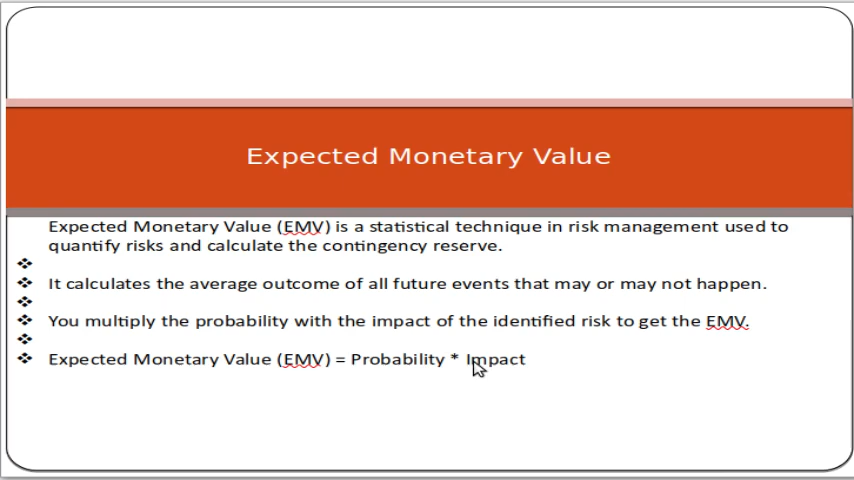 Expected Monetary Value
Expected Monetary Value (EMV) is a statistical technique in risk management used to
quantify risks and calculate the contingency reserve.
It calculates the average outcome of all future events that may or may not happen.
You multiply the probability with the impact of the identified risk to get the EMV.
Expected Monetary Value (EMV) = Probability * Impact